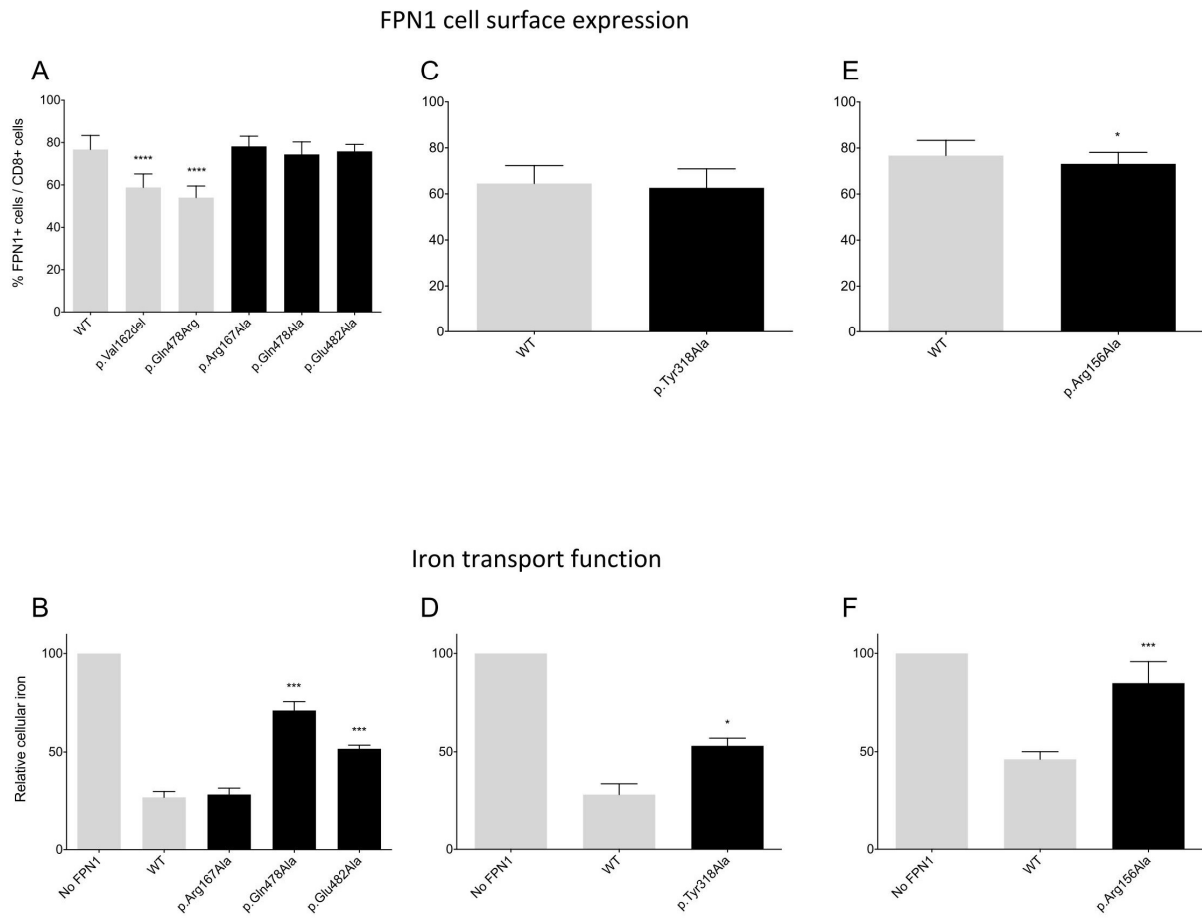 FPN1 cell surface expression
A
% FPN1+ cells / CD8+ cells
100
80
60
40
20
0
****
****
WT
p.Val162del
p.Gln478Arg
p.Arg167Ala
p.Gln478Ala
p.Glu482Ala
C
100
80
60
40
20
0
WT
p.Tyr318Ala
E
100
80
60
40
20
0
*
WT
p.Arg156Ala
Iron transport function
B
Relative cellular iron
100
50
0
***
***
No FPN1
WT
p.Arg167Ala
p.Gln478Ala
p.Glu482Ala
D
100
50
0
*
No FPN1
WT
p.Tyr318Ala
F
100
50
0
***
No FPN1
WT
p.Arg156Ala